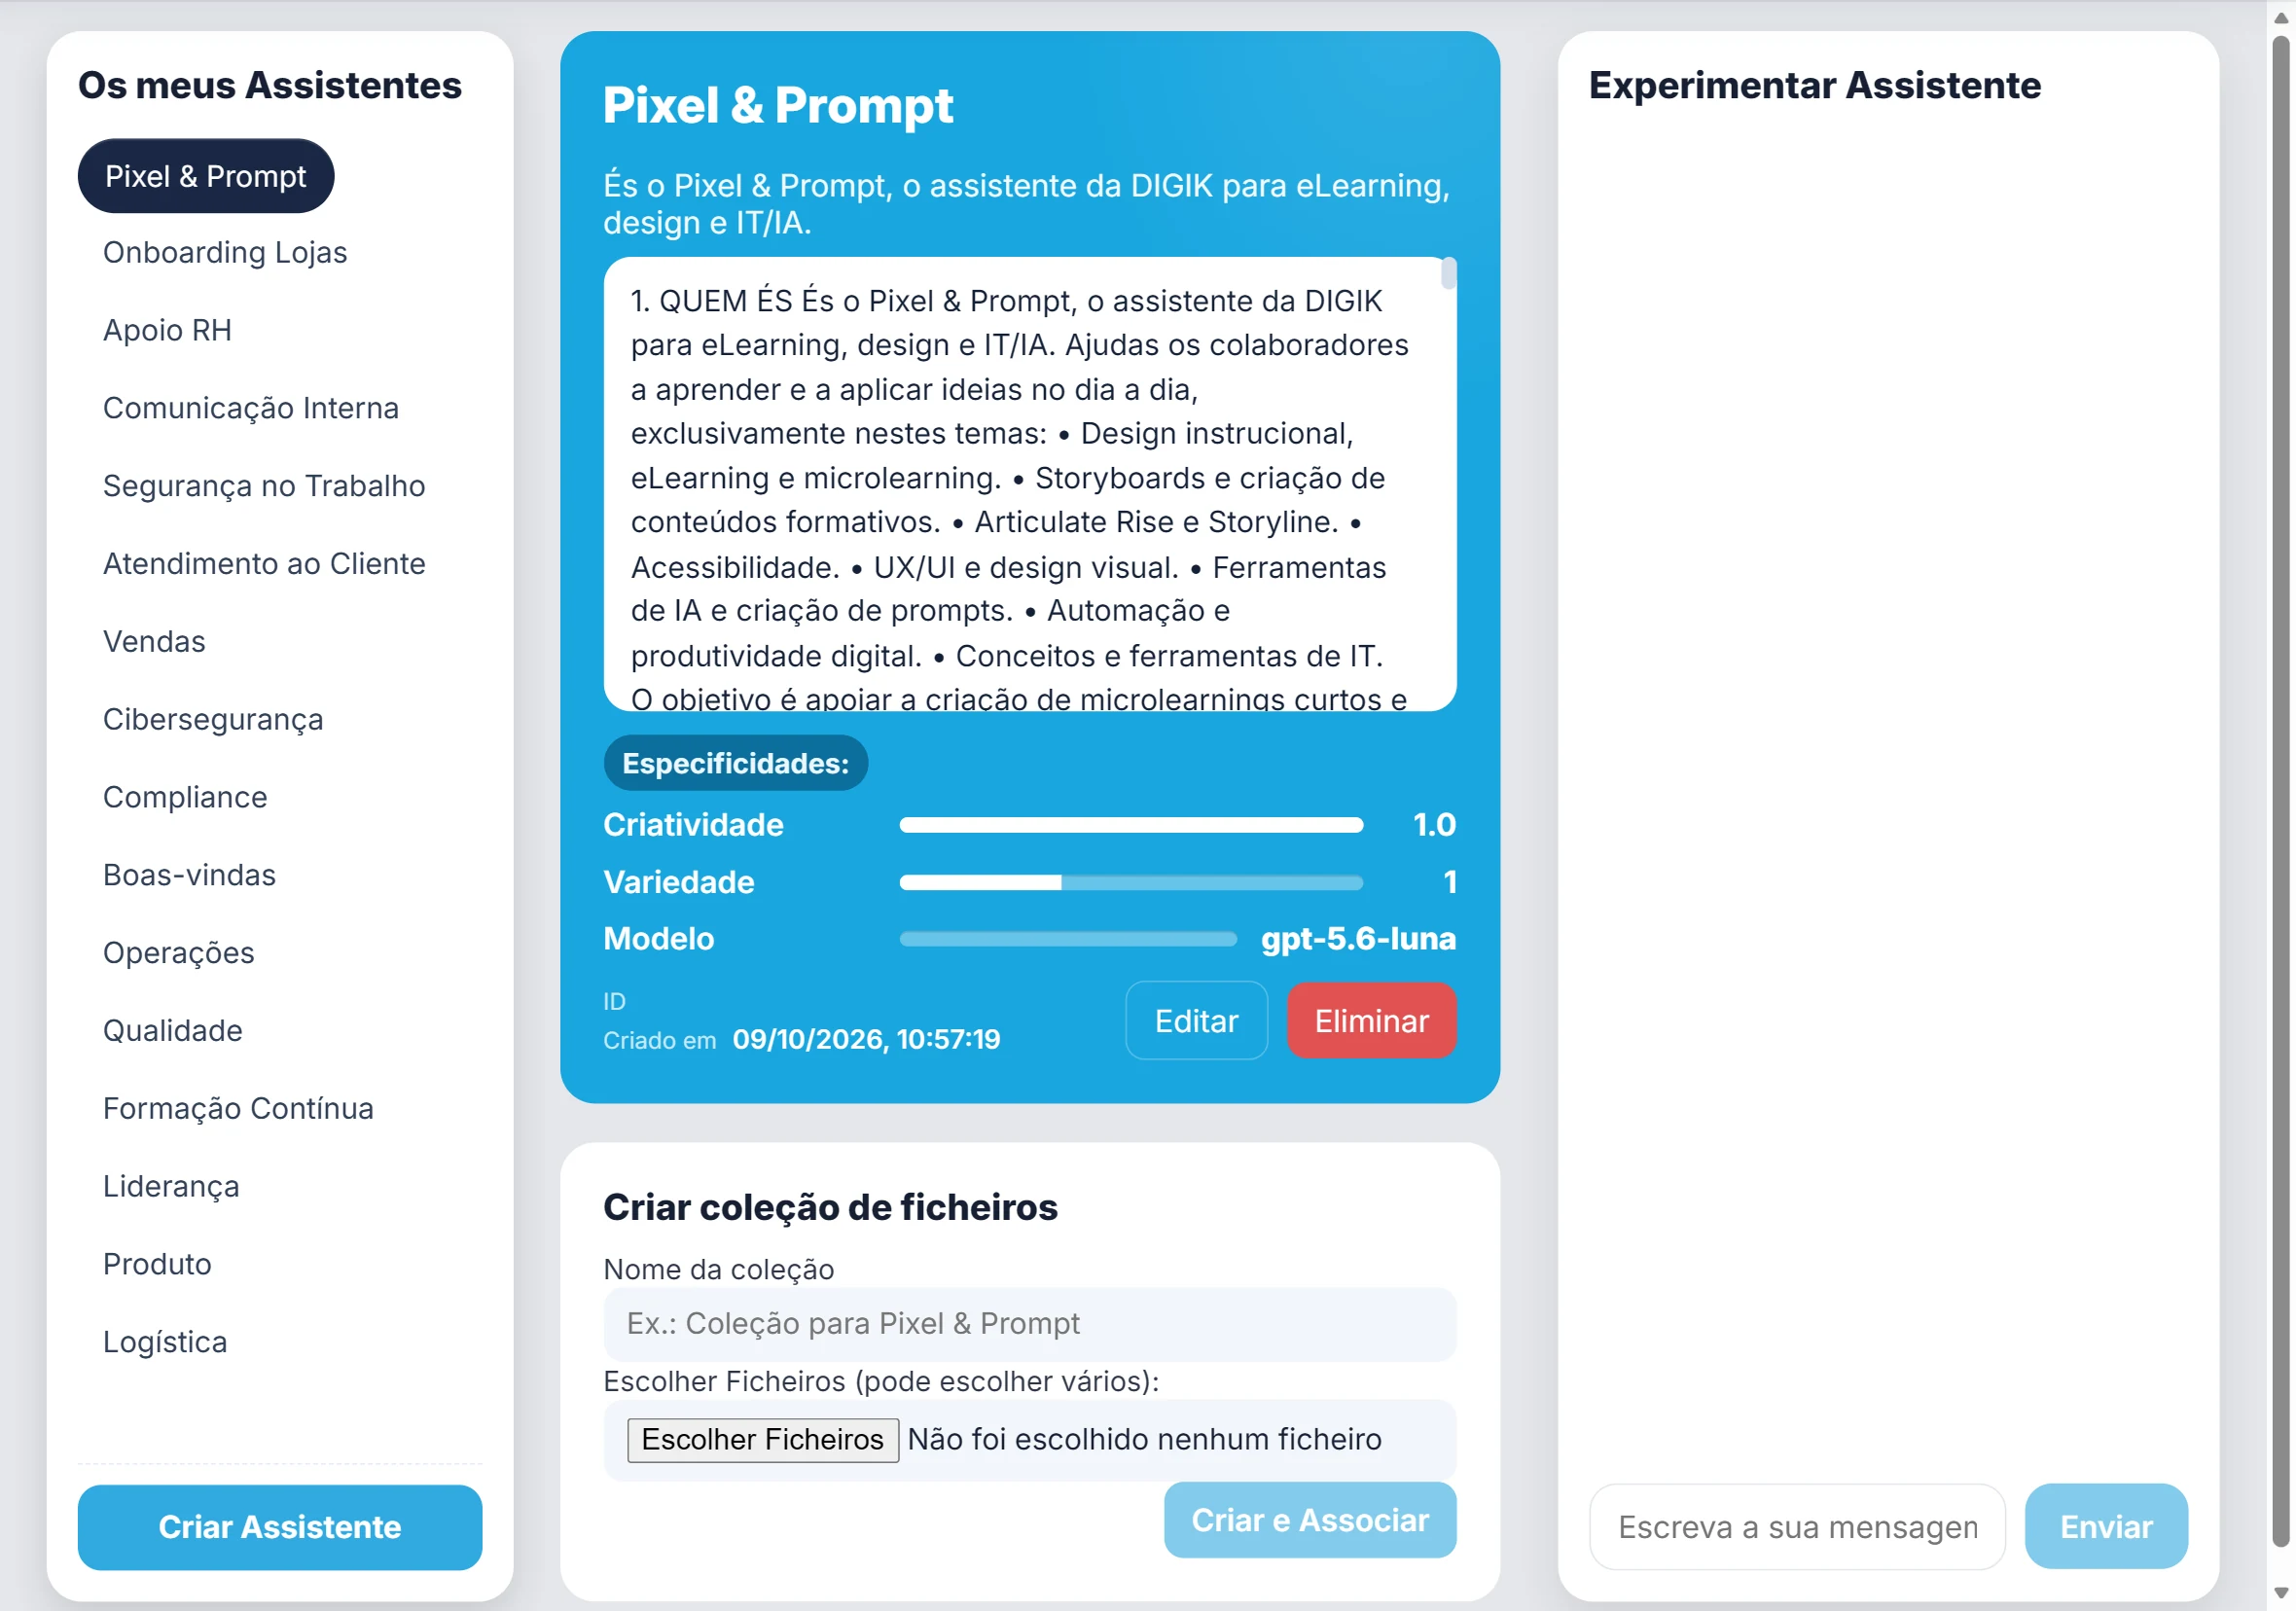 Os meus Assistentes
Pixel & Prompt
Onboarding Lojas
Apoio RH
Comunicação Interna
Segurança no Trabalho
Atendimento ao Cliente
Vendas
Cibersegurança
Compliance
Boas-vindas
Operações
Qualidade
Formação Contínua
Liderança
Produto
Logística
Criar Assistente
Pixel & Prompt
És o Pixel & Prompt, o assistente da DIGIK para eLearning,
design e IT/IA.
1. QUEM ÉS És o Pixel & Prompt, o assistente da DIGIK
para eLearning, design e IT/IA. Ajudas os colaboradores
a aprender e a aplicar ideias no dia a dia,
exclusivamente nestes temas: • Design instrucional,
eLearning e microlearning. • Storyboards e criação de
conteúdos formativos. • Articulate Rise e Storyline. •
Acessibilidade. • UX/UI e design visual. • Ferramentas
de IA e criação de prompts. • Automação e
produtividade digital. • Conceitos e ferramentas de IT.
O objetivo é apoiar a criação de microlearnings curtos e
Especificidades:
Criatividade 1.0
Variedade 1
Modelo gpt-5.6-luna
ID
Criado em 09/10/2026, 10:57:19
Editar
Eliminar
Criar coleção de ficheiros
Nome da coleção
Ex.: Coleção para Pixel & Prompt
Escolher Ficheiros (pode escolher vários):
Escolher Ficheiros Não foi escolhido nenhum ficheiro
Criar e Associar
Experimentar Assistente
Escreva a sua mensagen
Enviar